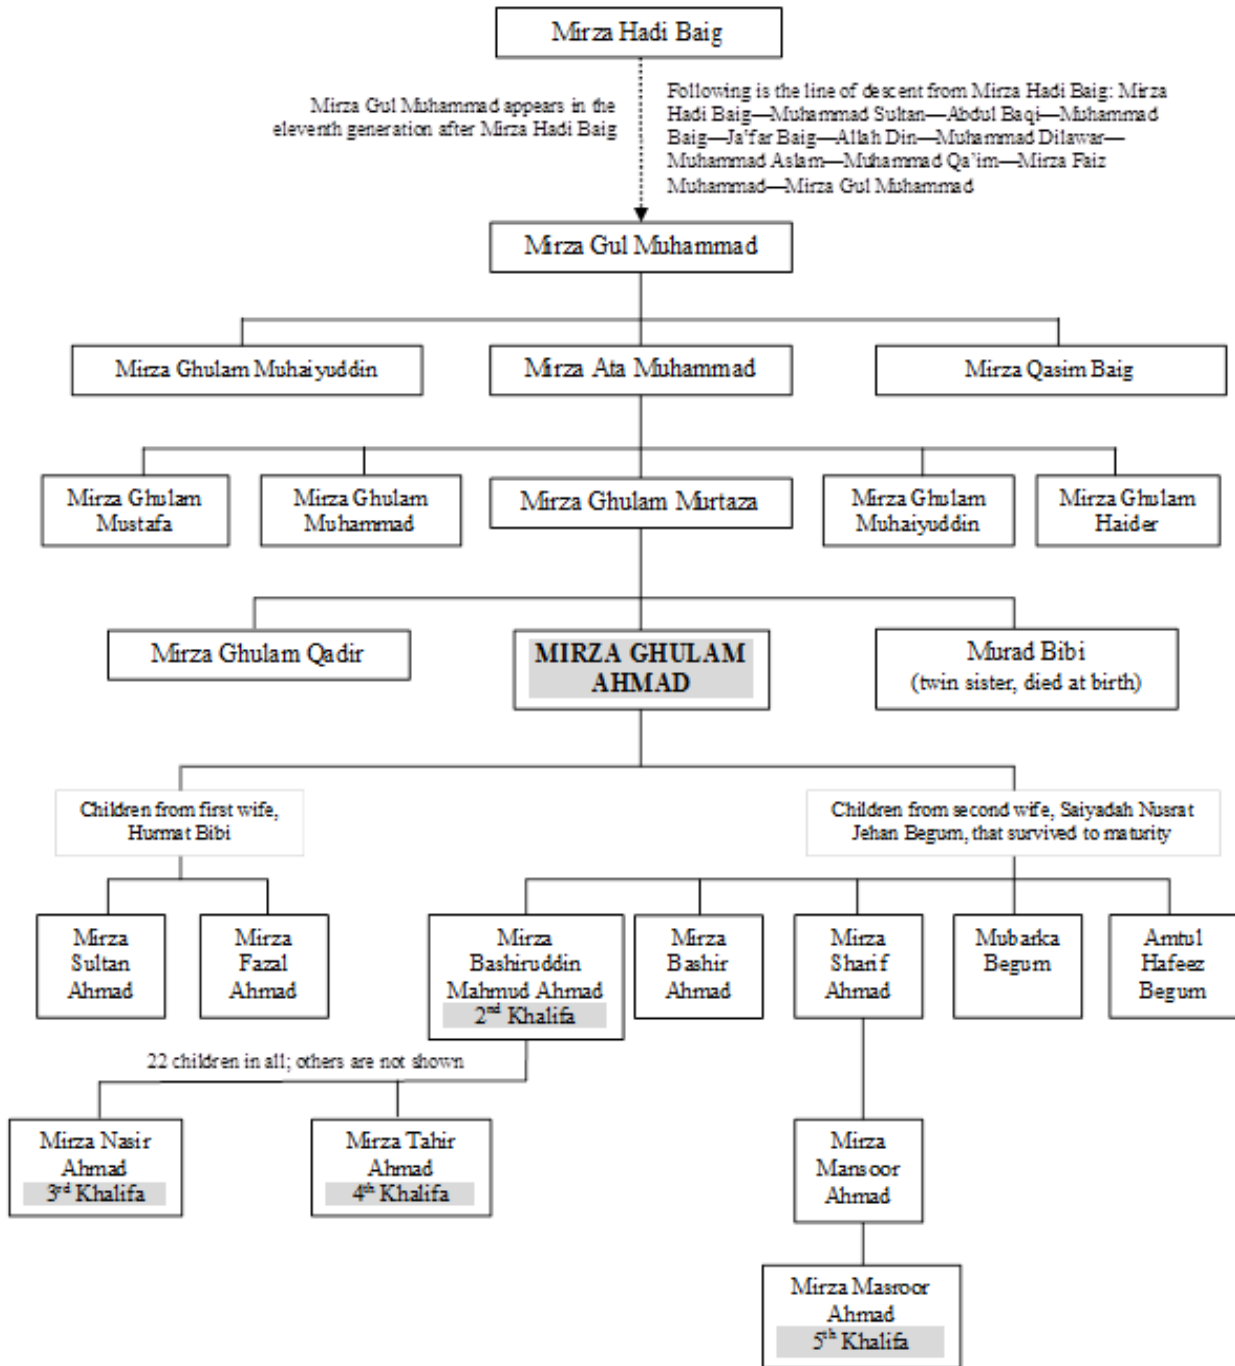 Mirza Hadi Baig
Mirza Gul Muhammad appears in the
eleventh generation after Mirza Hadi Baig
Following is the line of descent from Mirza Hadi Baig: Mirza
Hadi Baig—Muhammad Sultan—Abdul Baqi—Muhammad
Baig—Ja'far Baig—Allah Din—Muhammad Dilawar—
Muhammad Aslam—Muhammad Qa'im—Mirza Faiz
Muhammad—Mirza Gul Muhammad
Mirza Gul Muhammad
Mirza Ghulam Muhaiyuddin
Mirza Ata Muhammad
Mirza Qasim Baig
Mirza Ghulam
Mustafa
Mirza Ghulam
Muhammad
Mirza Ghulam Murtaza
Mirza Ghulam
Muhaiyuddin
Mirza Ghulam
Haider
Mirza Ghulam Qadir
MIRZA GHULAM
AHMAD
Murad Bibi
(twin sister, died at birth)
Children from first wife,
Hurmat Bibi
Children from second wife, Saiyadah Nusrat
Jehan Begum, that survived to maturity
Mirza
Sultan
Ahmad
Mirza
Fazal
Ahmad
Mirza
Bashiruddin
Mahmud Ahmad
2nd Khalifa
Mirza
Bashir
Ahmad
Mirza
Sharif
Ahmad
Mubarka
Begum
Amtul
Hafeez
Begum
22 children in all; others are not shown
Mirza Nasir
Ahmad
3rd Khalifa
Mirza Tahir
Ahmad
4th Khalifa
Mirza
Mansoor
Ahmad
Mirza Masroor
Ahmad
5th Khalifa